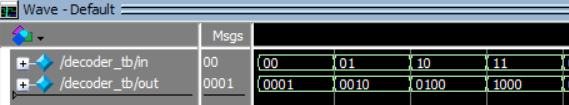 Wave - Default
Msgs
/decoder_tb/in 00 00 01 10 11
/decoder_tb/out 0001 0001 0010 0100 1000